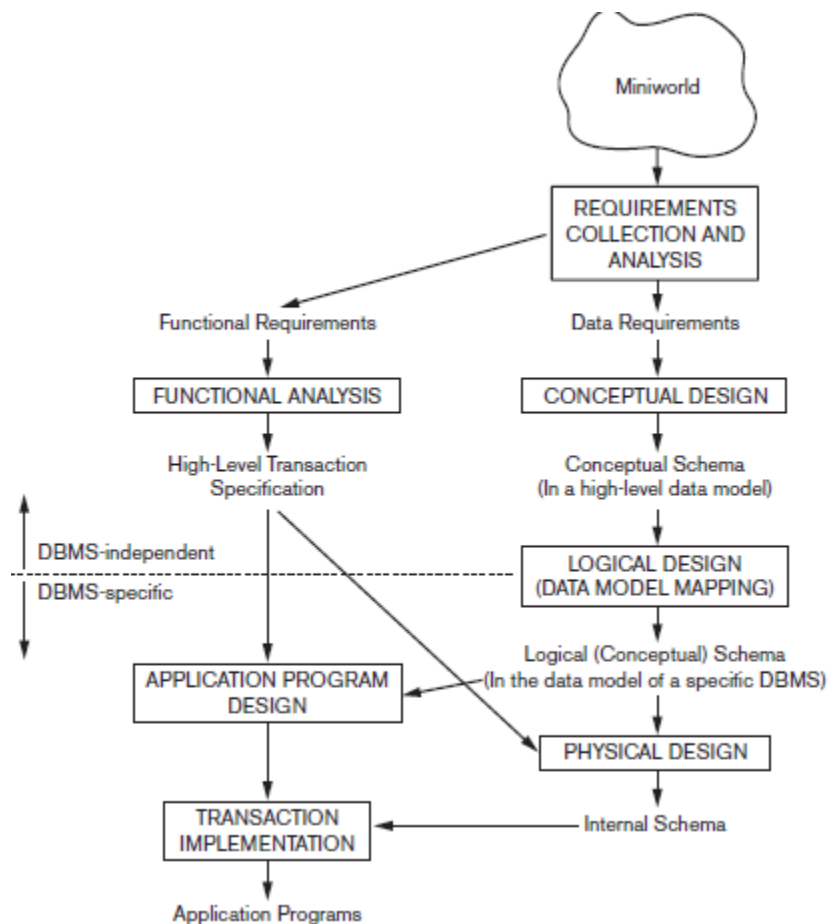 Miniworld
REQUIREMENTS
COLLECTION AND
ANALYSIS
Functional Requirements
Data Requirements
FUNCTIONAL ANALYSIS
CONCEPTUAL DESIGN
High-Level Transaction
Specification
Conceptual Schema
(In a high-level data model)
DBMS-independent
DBMS-specific
LOGICAL DESIGN
(DATA MODEL MAPPING)
Logical (Conceptual) Schema
(In the data model of a specific DBMS)
APPLICATION PROGRAM
DESIGN
PHYSICAL DESIGN
TRANSACTION
IMPLEMENTATION
Internal Schema
Application Programs